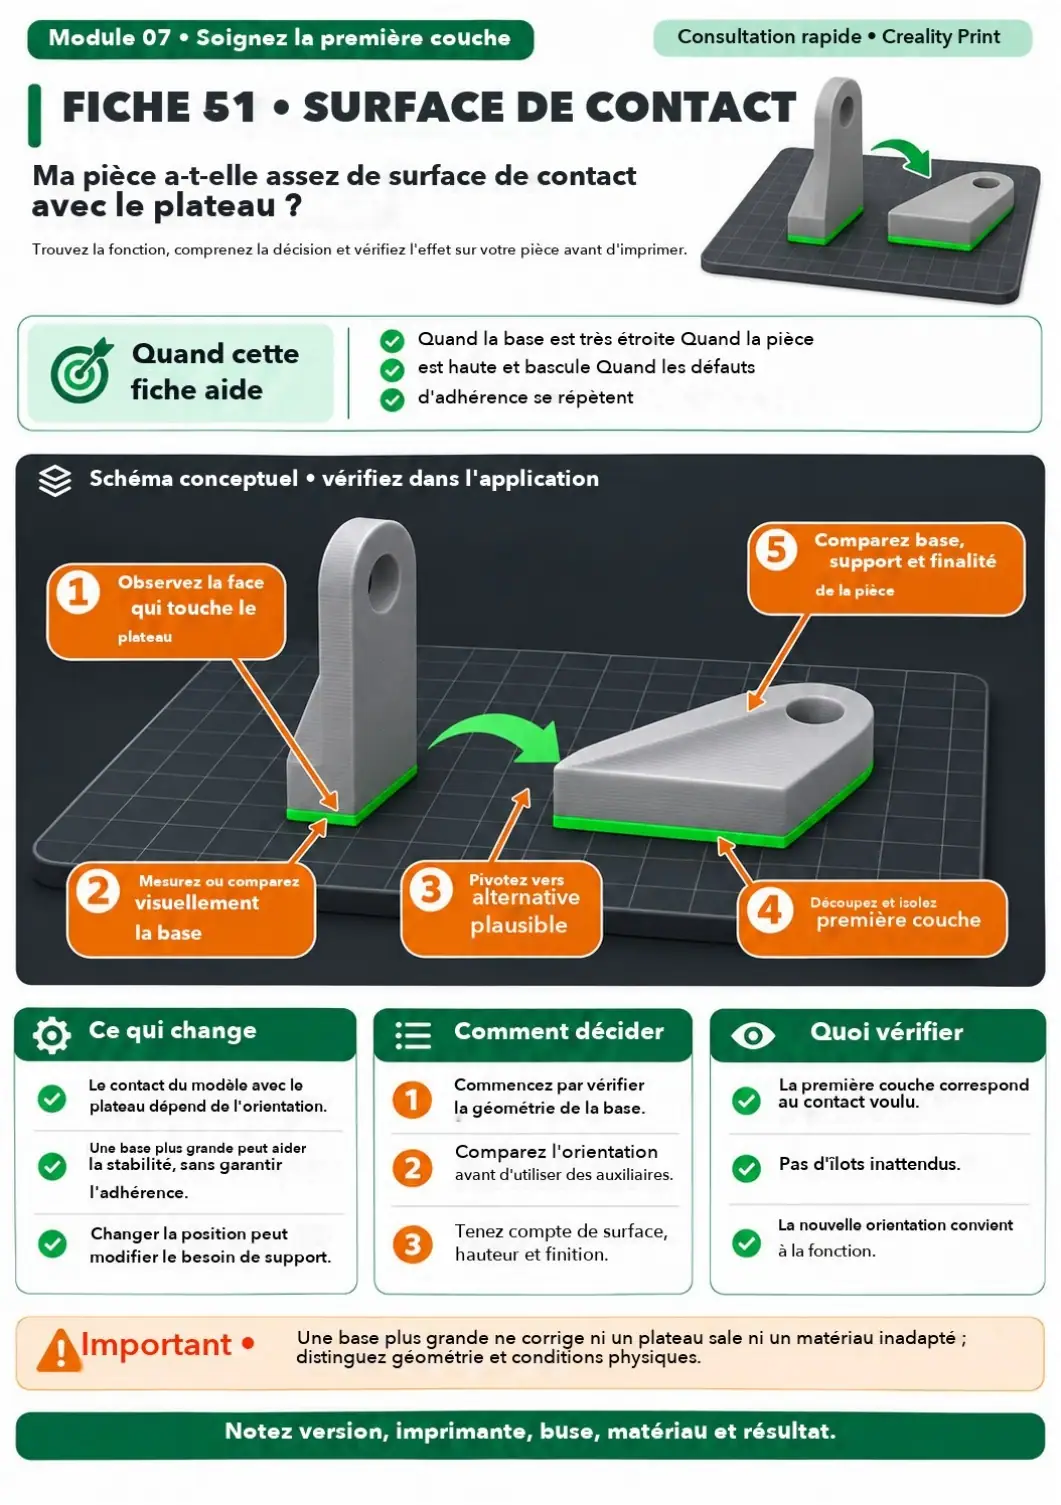 Module 07 • Soignez la première couche
Consultation rapide • Creality Print
FICHE 51 • SURFACE DE CONTACT
Ma pièce a-t-elle assez de surface de contact
avec le plateau ?
Trouvez la fonction, comprenez la décision et vérifiez l'effet sur votre pièce avant d'imprimer.
Quand cette
fiche aide
Quand la base est très étroite Quand la pièce
est haute et bascule Quand les défauts
d'adhérence se répètent
Schéma conceptuel • vérifiez dans l'application
1
Observez la face
qui touche le
plateau
5
Comparez base,
support et finalité
de la pièce
2
Mesurez ou comparez
visuellement
la base
3
Pivotez vers
alternative
plausible
4
Découpez et isolez
première couche
Ce qui change
Le contact du modèle avec le
plateau dépend de l'orientation.
Une base plus grande peut aider
la stabilité, sans garantir
l'adhérence.
Changer la position peut
modifier le besoin de support.
Comment décider
1
Commencez par vérifier
la géométrie de la base.
2
Comparez l'orientation
avant d'utiliser des auxiliaires.
3
Tenez compte de surface,
hauteur et finition.
Quoi vérifier
La première couche correspond
au contact voulu.
Pas d'îlots inattendus.
La nouvelle orientation convient
à la fonction.
Important •
Une base plus grande ne corrige ni un plateau sale ni un matériau inadapté ;
distinguez géométrie et conditions physiques.
Notez version, imprimante, buse, matériau et résultat.